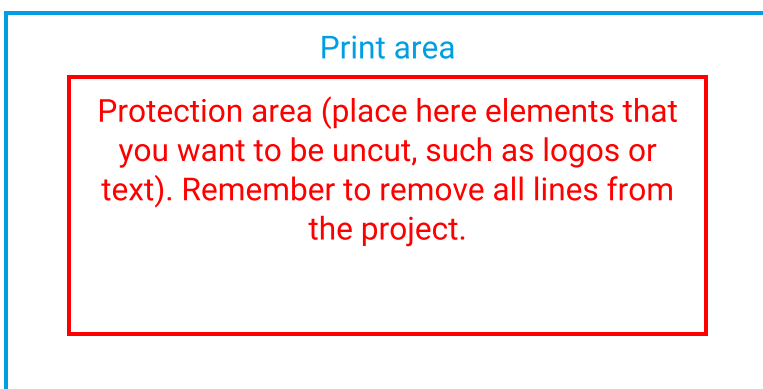 Print area
Protection area (place here elements that
you want to be uncut, such as logos or
text). Remember to remove all lines from
the project.